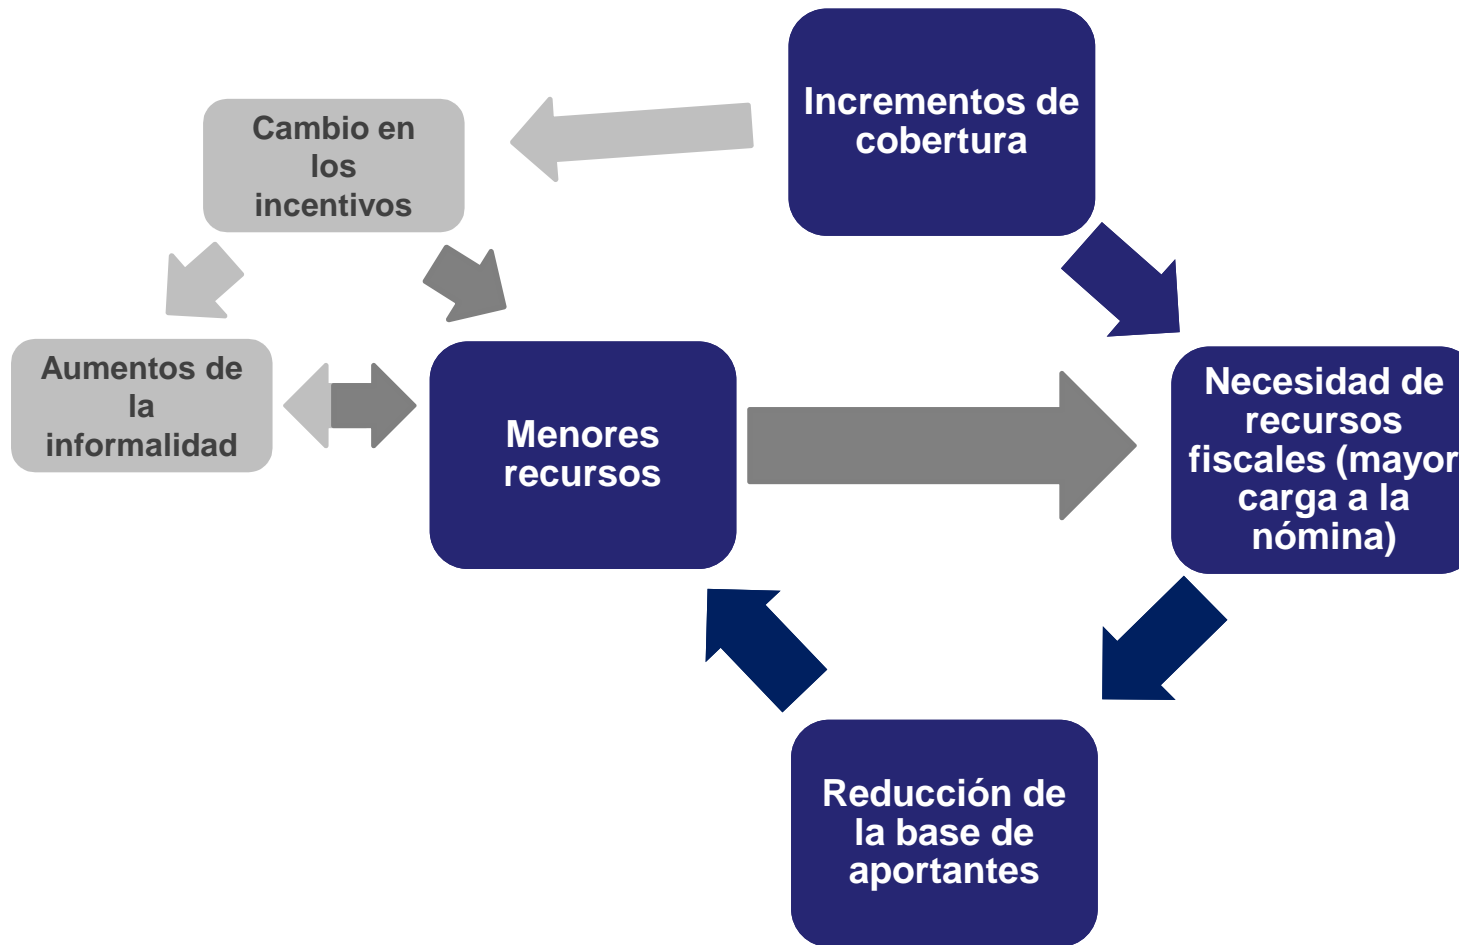 Incrementos de
cobertura
Cambio en
los
incentivos
Aumentos de
la
informalidad
Menores
recursos
Necesidad de
recursos
fiscales (mayor
carga a la
nómina)
Reducción de
la base de
aportantes